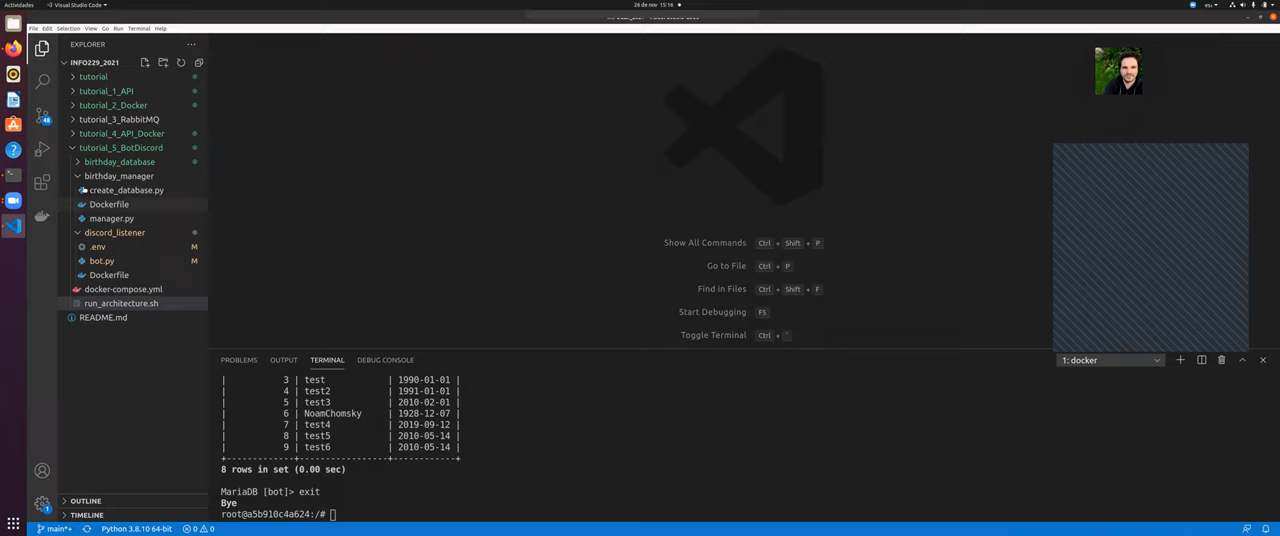 Actividades
Visual Studio Code
26 de nov 15:16
es
File Edit Selection View Go Run Terminal Help
EXPLORER
INFO229_2021
tutorial
tutorial_1_API
tutorial_2_Docker
tutorial_3_RabbitMQ
tutorial_4_API_Docker
tutorial_5_BotDiscord
birthday_database
birthday_manager
create_database.py
Dockerfile
manager.py
discord_listener
.env M
bot.py M
Dockerfile
docker-compose.yml
run_architecture.sh
README.md
48
Show All Commands Ctrl + Shift + P
Go to File Ctrl + P
Find in Files Ctrl + Shift + F
Start Debugging F5
Toggle Terminal Ctrl + `
PROBLEMS OUTPUT TERMINAL DEBUG CONSOLE
1: docker
| 3 | test | 1990-01-01 |
| 4 | test2 | 1991-01-01 |
| 5 | test3 | 2010-02-01 |
| 6 | NoamChomsky | 1928-12-07 |
| 7 | test4 | 2019-09-12 |
| 8 | test5 | 2010-05-14 |
| 9 | test6 | 2010-05-14 |
+------------+-----------------+------------+
8 rows in set (0.00 sec)
MariaDB [bot]> exit
Bye
root@a5b910c4a624:/#
OUTLINE
TIMELINE
1
main*+ Python 3.8.10 64-bit 0 0